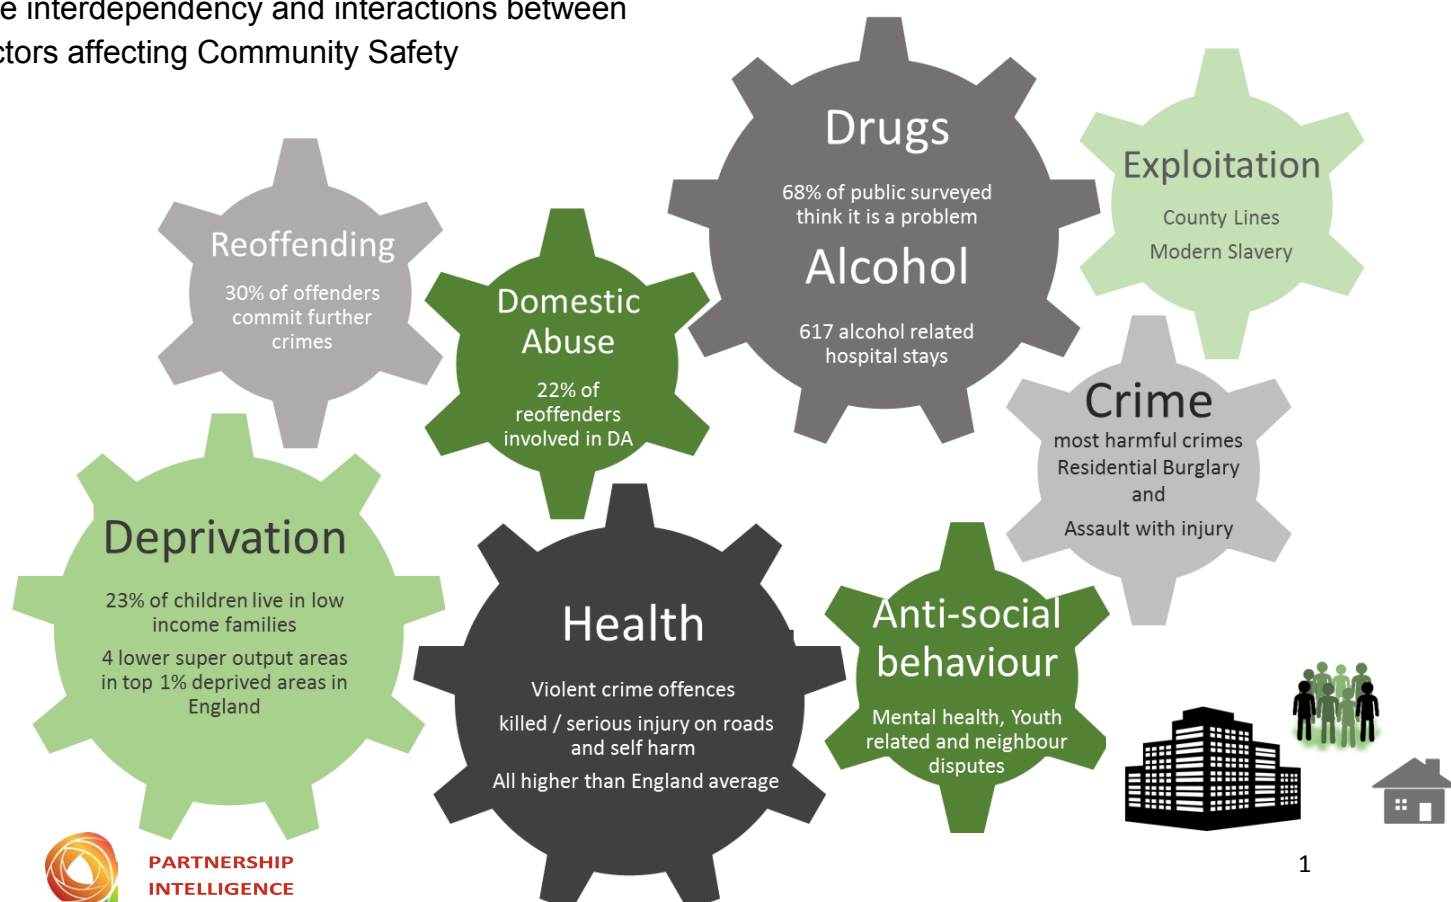 e interdependency and interactions between
ctors affecting Community Safety
Reoffending
30% of offenders
commit further
crimes
Domestic
Abuse
22% of
reoffenders
involved in DA
Drugs
68% of public surveyed
think it is a problem
Alcohol
617 alcohol related
hospital stays
Exploitation
County Lines
Modern Slavery
Crime
most harmful crimes
Residential Burglary
and
Assault with injury
Deprivation
23% of children live in low
income families
4 lower super output areas
in top 1% deprived areas in
England
Health
Violent crime offences
killed / serious injury on roads
and self harm
All higher than England average
Anti-social
behaviour
Mental health, Youth
related and neighbour
disputes
PARTNERSHIP
INTELLIGENCE
1